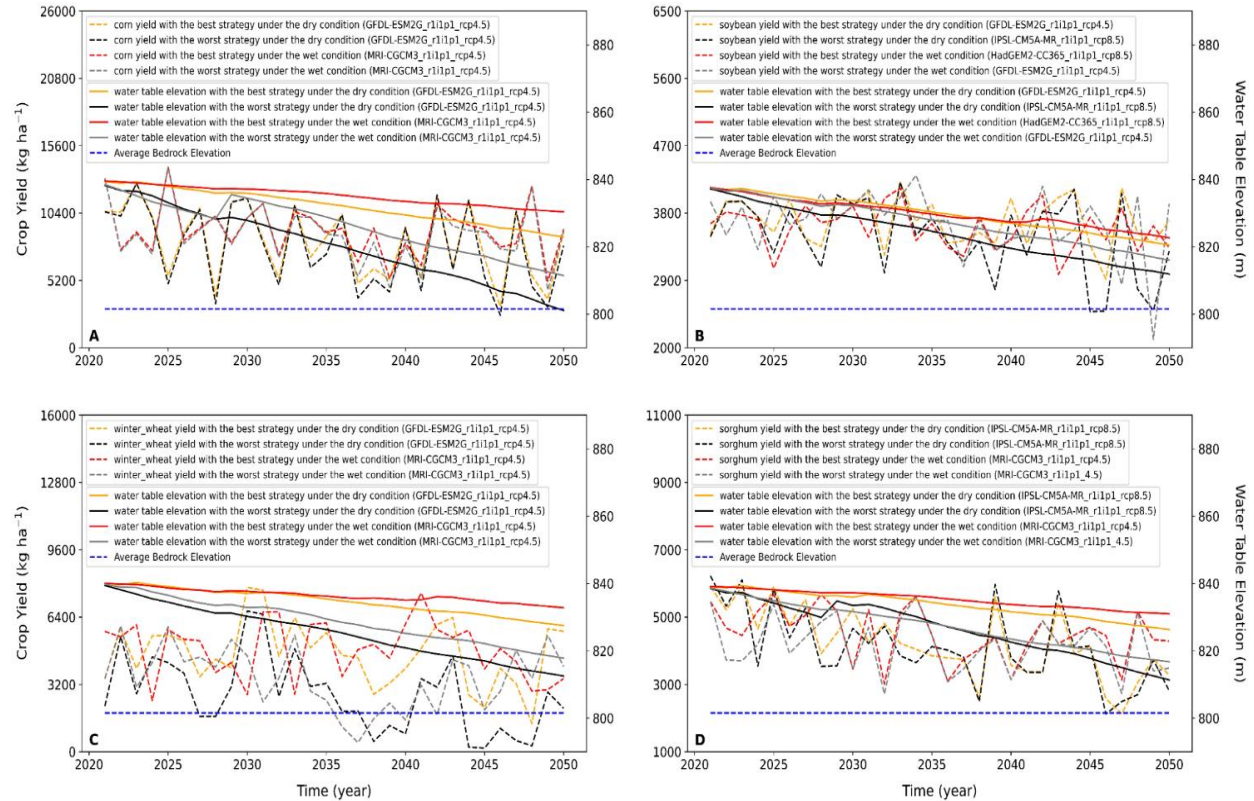 26000
20800
15600
10400
5200
0
Crop Yield (kg ha⁻¹)
corn yield with the best strategy under the dry condition (GFDL-ESM2G_r1i1p1_rcp4.5)
corn yield with the worst strategy under the dry condition (GFDL-ESM2G_r1i1p1_rcp4.5)
corn yield with the best strategy under the wet condition (MRI-CGCM3_r1i1p1_rcp4.5)
corn yield with the worst strategy under the wet condition (MRI-CGCM3_r1i1p1_rcp4.5)
water table elevation with the best strategy under the dry condition (GFDL-ESM2G_r1i1p1_rcp4.5)
water table elevation with the worst strategy under the dry condition (GFDL-ESM2G_r1i1p1_rcp4.5)
water table elevation with the best strategy under the wet condition (MRI-CGCM3_r1i1p1_rcp4.5)
water table elevation with the worst strategy under the wet condition (MRI-CGCM3_r1i1p1_rcp4.5)
Average Bedrock Elevation
A
880
860
840
820
800
2020 2025 2030 2035 2040 2045 2050
6500
5600
4700
3800
2900
2000
soybean yield with the best strategy under the dry condition (GFDL-ESM2G_r1i1p1_rcp4.5)
soybean yield with the worst strategy under the dry condition (IPSL-CM5A-MR_r1i1p1_rcp8.5)
soybean yield with the best strategy under the wet condition (HadGEM2-CC365_r1i1p1_rcp8.5)
soybean yield with the worst strategy under the wet condition (GFDL-ESM2G_r1i1p1_rcp4.5)
water table elevation with the best strategy under the dry condition (GFDL-ESM2G_r1i1p1_rcp4.5)
water table elevation with the worst strategy under the dry condition (IPSL-CM5A-MR_r1i1p1_rcp8.5)
water table elevation with the best strategy under the wet condition (HadGEM2-CC365_r1i1p1_rcp8.5)
water table elevation with the worst strategy under the wet condition (GFDL-ESM2G_r1i1p1_rcp4.5)
Average Bedrock Elevation
B
880
860
840
820
800
Water Table Elevation (m)
2020 2025 2030 2035 2040 2045 2050
16000
12800
9600
6400
3200
0
Crop Yield (kg ha⁻¹)
winter_wheat yield with the best strategy under the dry condition (GFDL-ESM2G_r1i1p1_rcp4.5)
winter_wheat yield with the worst strategy under the dry condition (GFDL-ESM2G_r1i1p1_rcp4.5)
winter_wheat yield with the best strategy under the wet condition (MRI-CGCM3_r1i1p1_rcp4.5)
winter_wheat yield with the worst strategy under the wet condition (MRI-CGCM3_r1i1p1_rcp4.5)
water table elevation with the best strategy under the dry condition (GFDL-ESM2G_r1i1p1_rcp4.5)
water table elevation with the worst strategy under the dry condition (GFDL-ESM2G_r1i1p1_rcp4.5)
water table elevation with the best strategy under the wet condition (MRI-CGCM3_r1i1p1_rcp4.5)
water table elevation with the worst strategy under the wet condition (MRI-CGCM3_r1i1p1_rcp4.5)
Average Bedrock Elevation
C
880
860
840
820
800
2020 2025 2030 2035 2040 2045 2050
Time (year)
11000
9000
7000
5000
3000
1000
sorghum yield with the best strategy under the dry condition (IPSL-CM5A-MR_r1i1p1_rcp8.5)
sorghum yield with the worst strategy under the dry condition (IPSL-CM5A-MR_r1i1p1_rcp8.5)
sorghum yield with the best strategy under the wet condition (MRI-CGCM3_r1i1p1_rcp4.5)
sorghum yield with the worst strategy under the wet condition (MRI-CGCM3_r1i1p1_4.5)
water table elevation with the best strategy under the dry condition (IPSL-CM5A-MR_r1i1p1_rcp8.5)
water table elevation with the worst strategy under the dry condition (IPSL-CM5A-MR_r1i1p1_rcp8.5)
water table elevation with the best strategy under the wet condition (MRI-CGCM3_r1i1p1_rcp4.5)
water table elevation with the worst strategy under the wet condition (MRI-CGCM3_r1i1p1_4.5)
Average Bedrock Elevation
D
880
860
840
820
800
Water Table Elevation (m)
2020 2025 2030 2035 2040 2045 2050
Time (year)